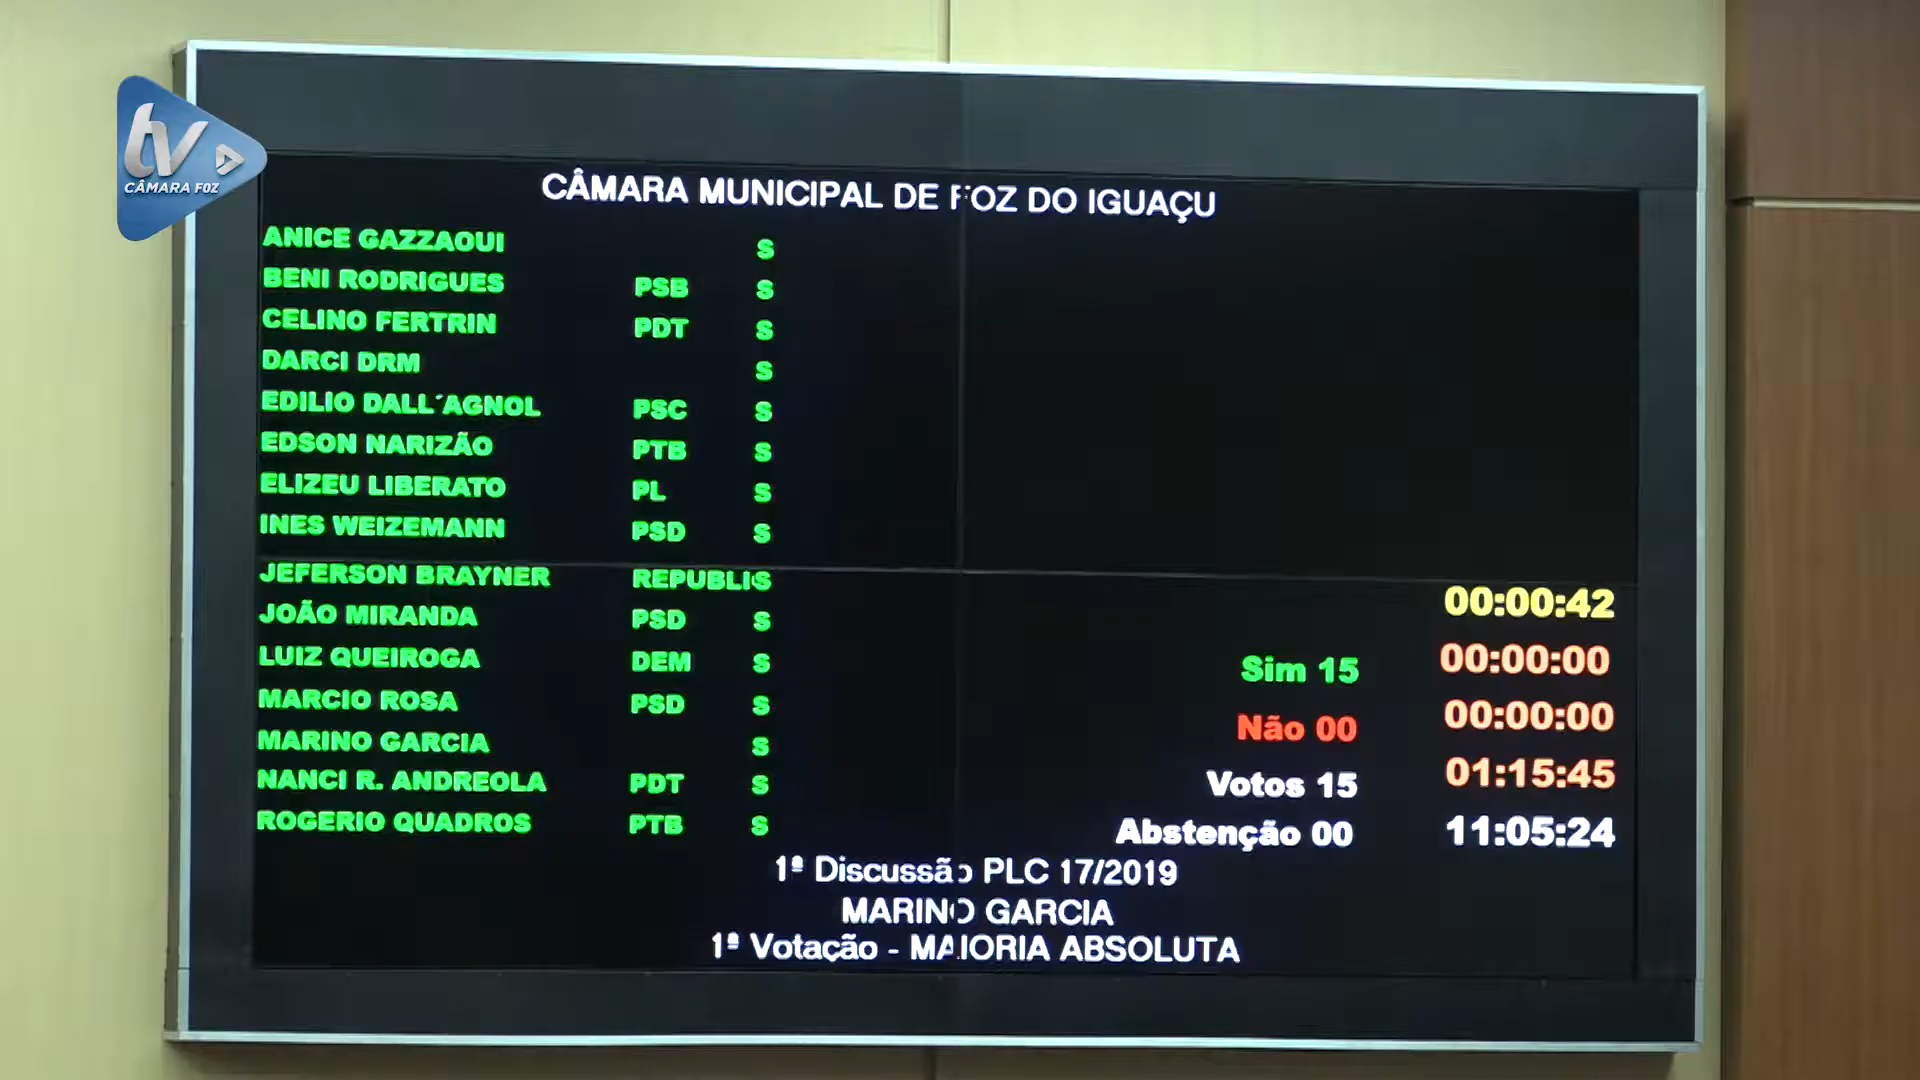 tv
CÂMARA FOZ
CÂMARA MUNICIPAL DE FOZ DO IGUAÇU
ANICE GAZZAOUI S
BENI RODRIGUES PSB S
CELINO FERTRIN PDT S
DARCI DRM S
EDILIO DALL´AGNOL PSC S
EDSON NARIZÃO PTB S
ELIZEU LIBERATO PL S
INES WEIZEMANN PSD S
JEFERSON BRAYNER REPUBLIS
JOÃO MIRANDA PSD S
LUIZ QUEIROGA DEM S
MARCIO ROSA PSD S
MARINO GARCIA S
NANCI R. ANDREOLA PDT S
ROGERIO QUADROS PTB S
00:00:42
Sim 15 00:00:00
Não 00 00:00:00
Votos 15 01:15:45
Abstenção 00 11:05:24
1ª Discussão PLC 17/2019
MARINO GARCIA
1ª Votação - MAIORIA ABSOLUTA